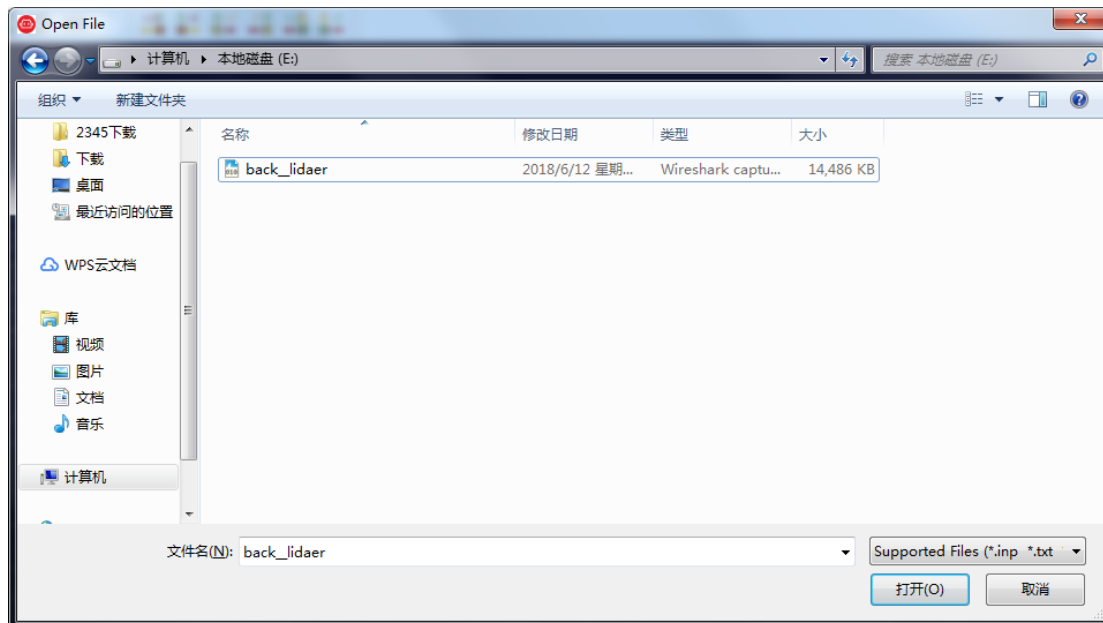 Open File
计算机 本地磁盘 (E:)
搜索 本地磁盘 (E:)
组织 新建文件夹
名称 修改日期 类型 大小
back_lidaer 2018/6/12 星期... Wireshark captu... 14,486 KB
2345下载
下载
桌面
最近访问的位置
WPS云文档
库
视频
图片
文档
音乐
计算机
文件名(N): back_lidaer
Supported Files (*.inp *.txt
打开(O) 取消